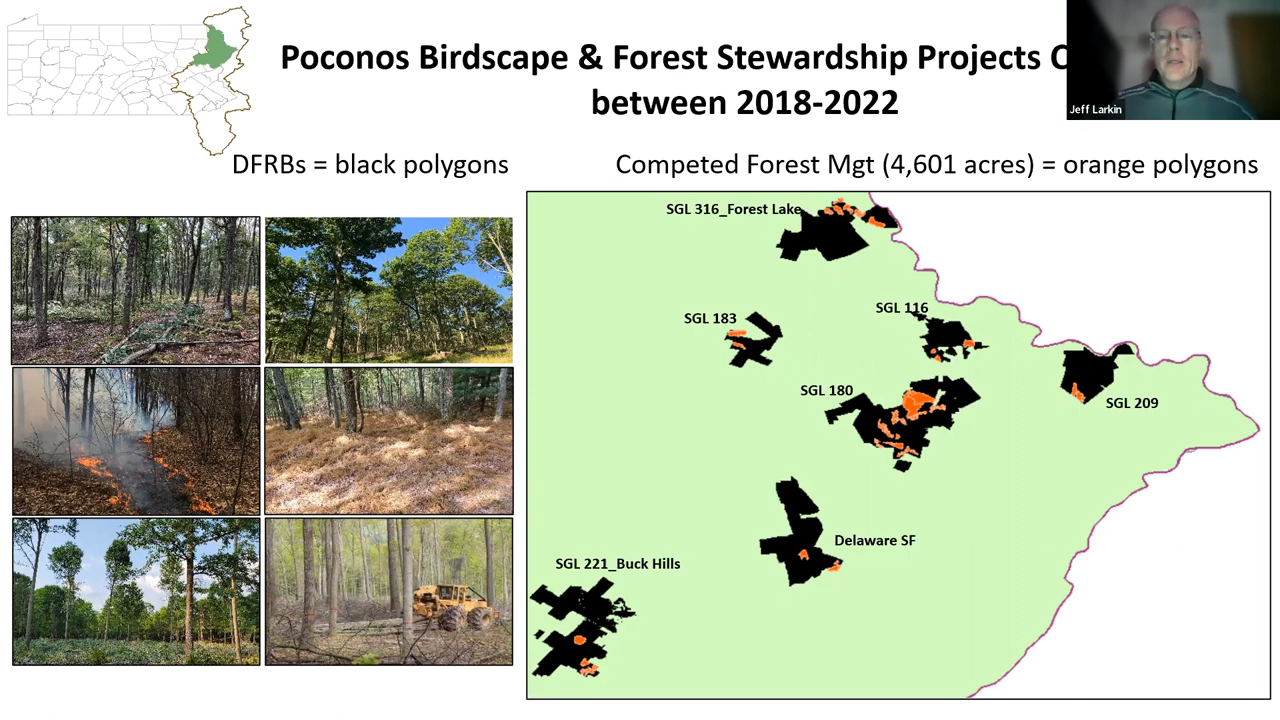 Poconos Birdscape & Forest Stewardship Projects
between 2018-2022
Jeff Larkin
DFRBs = black polygons
Competed Forest Mgt (4,601 acres) = orange polygons
SGL 316_Forest Lake
SGL 183
SGL 116
SGL 180
SGL 209
Delaware SF
SGL 221_Buck Hills